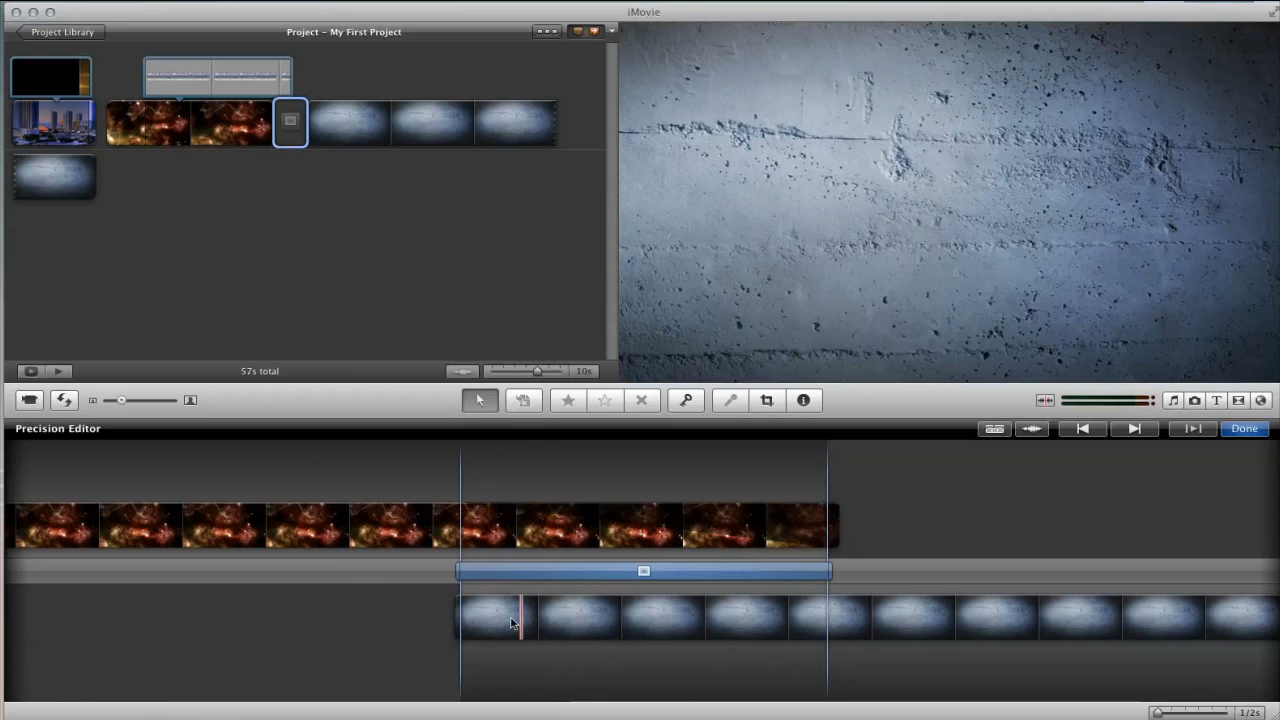 iMovie
Project Library
Project - My First Project
57s total
10s
Precision Editor
Done
1/2s